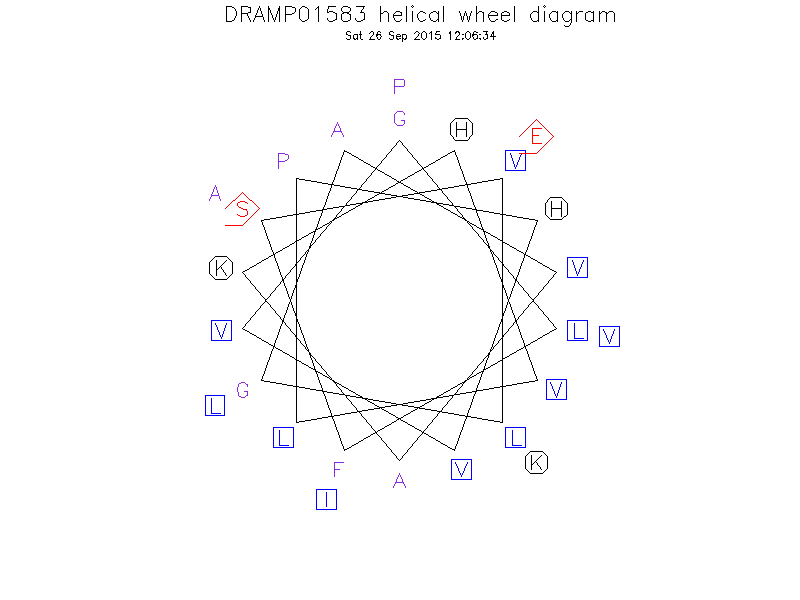 DRAMP01583 helical wheel diagram
Sat 26 Sep 2015 12:06:34
P
G
A
H
E
P
V
A
S
H
K
V
V
L
V
G
V
L
L
L
K
F
V
A
I